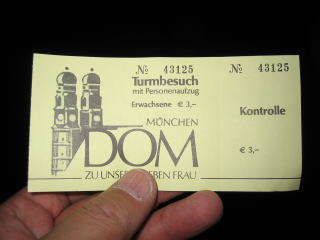 № 43125
Turmbesuch
mit Personenaufzug
Erwachsene € 3,–
MÜNCHEN
DOM
ZU UNSE EBEN FRAU
№ 43125
Kontrolle
€ 3,–